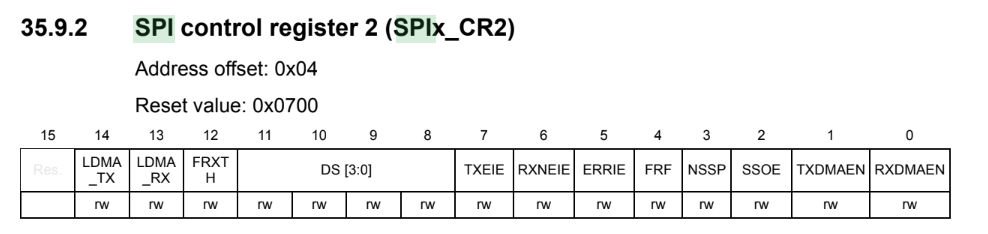 35.9.2 SPI control register 2 (SPIx_CR2)
Address offset: 0x04
Reset value: 0x0700
15 14 13 12 11 10 9 8 7 6 5 4 3 2 1 0
Res. LDMA_TX LDMA_RX FRXTH DS [3:0] TXEIE RXNEIE ERRIE FRF NSSP SSOE TXDMAEN RXDMAEN
rw rw rw rw rw rw rw rw rw rw rw rw rw rw rw